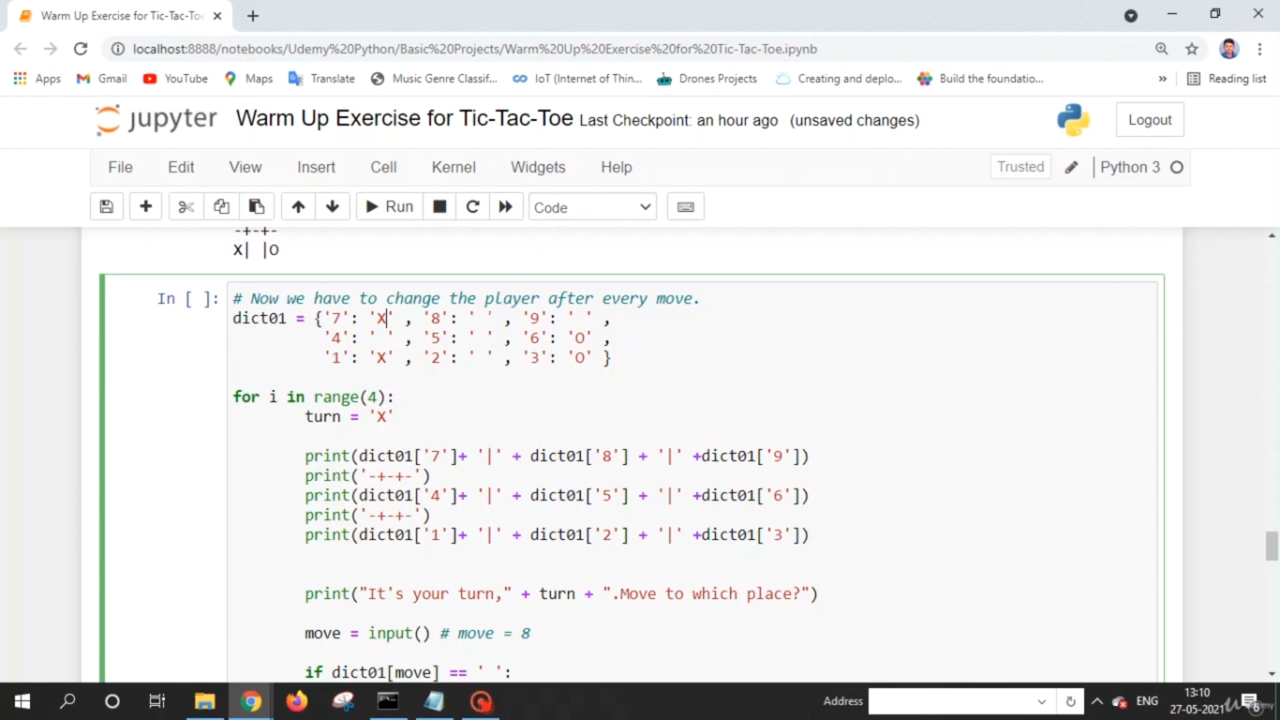 Warm Up Exercise for Tic-Tac-Toe
localhost:8888/notebooks/Udemy%20Python/Basic%20Projects/Warm%20Up%20Exercise%20for%20Tic-Tac-Toe.ipynb
Apps Gmail YouTube Maps Translate Music Genre Classif... IoT (Internet of Thin... Drones Projects Creating and deplo... Build the foundatio... » Reading list
jupyter Warm Up Exercise for Tic-Tac-Toe Last Checkpoint: an hour ago (unsaved changes) Logout
File Edit View Insert Cell Kernel Widgets Help Trusted Python 3
Run Code
-+-+-
X| |O
In [ ]: # Now we have to change the player after every move.
dict01 = {'7': 'X' , '8': ' ' , '9': ' ' ,
'4': ' ' , '5': ' ' , '6': 'O' ,
'1': 'X' , '2': ' ' , '3': 'O' }
for i in range(4):
turn = 'X'
print(dict01['7']+ '|' + dict01['8'] + '|' +dict01['9'])
print('-+-+-')
print(dict01['4']+ '|' + dict01['5'] + '|' +dict01['6'])
print('-+-+-')
print(dict01['1']+ '|' + dict01['2'] + '|' +dict01['3'])
print("It's your turn," + turn + ".Move to which place?")
move = input() # move = 8
if dict01[move] == ' ':
Address ENG 13:10
27-05-2021